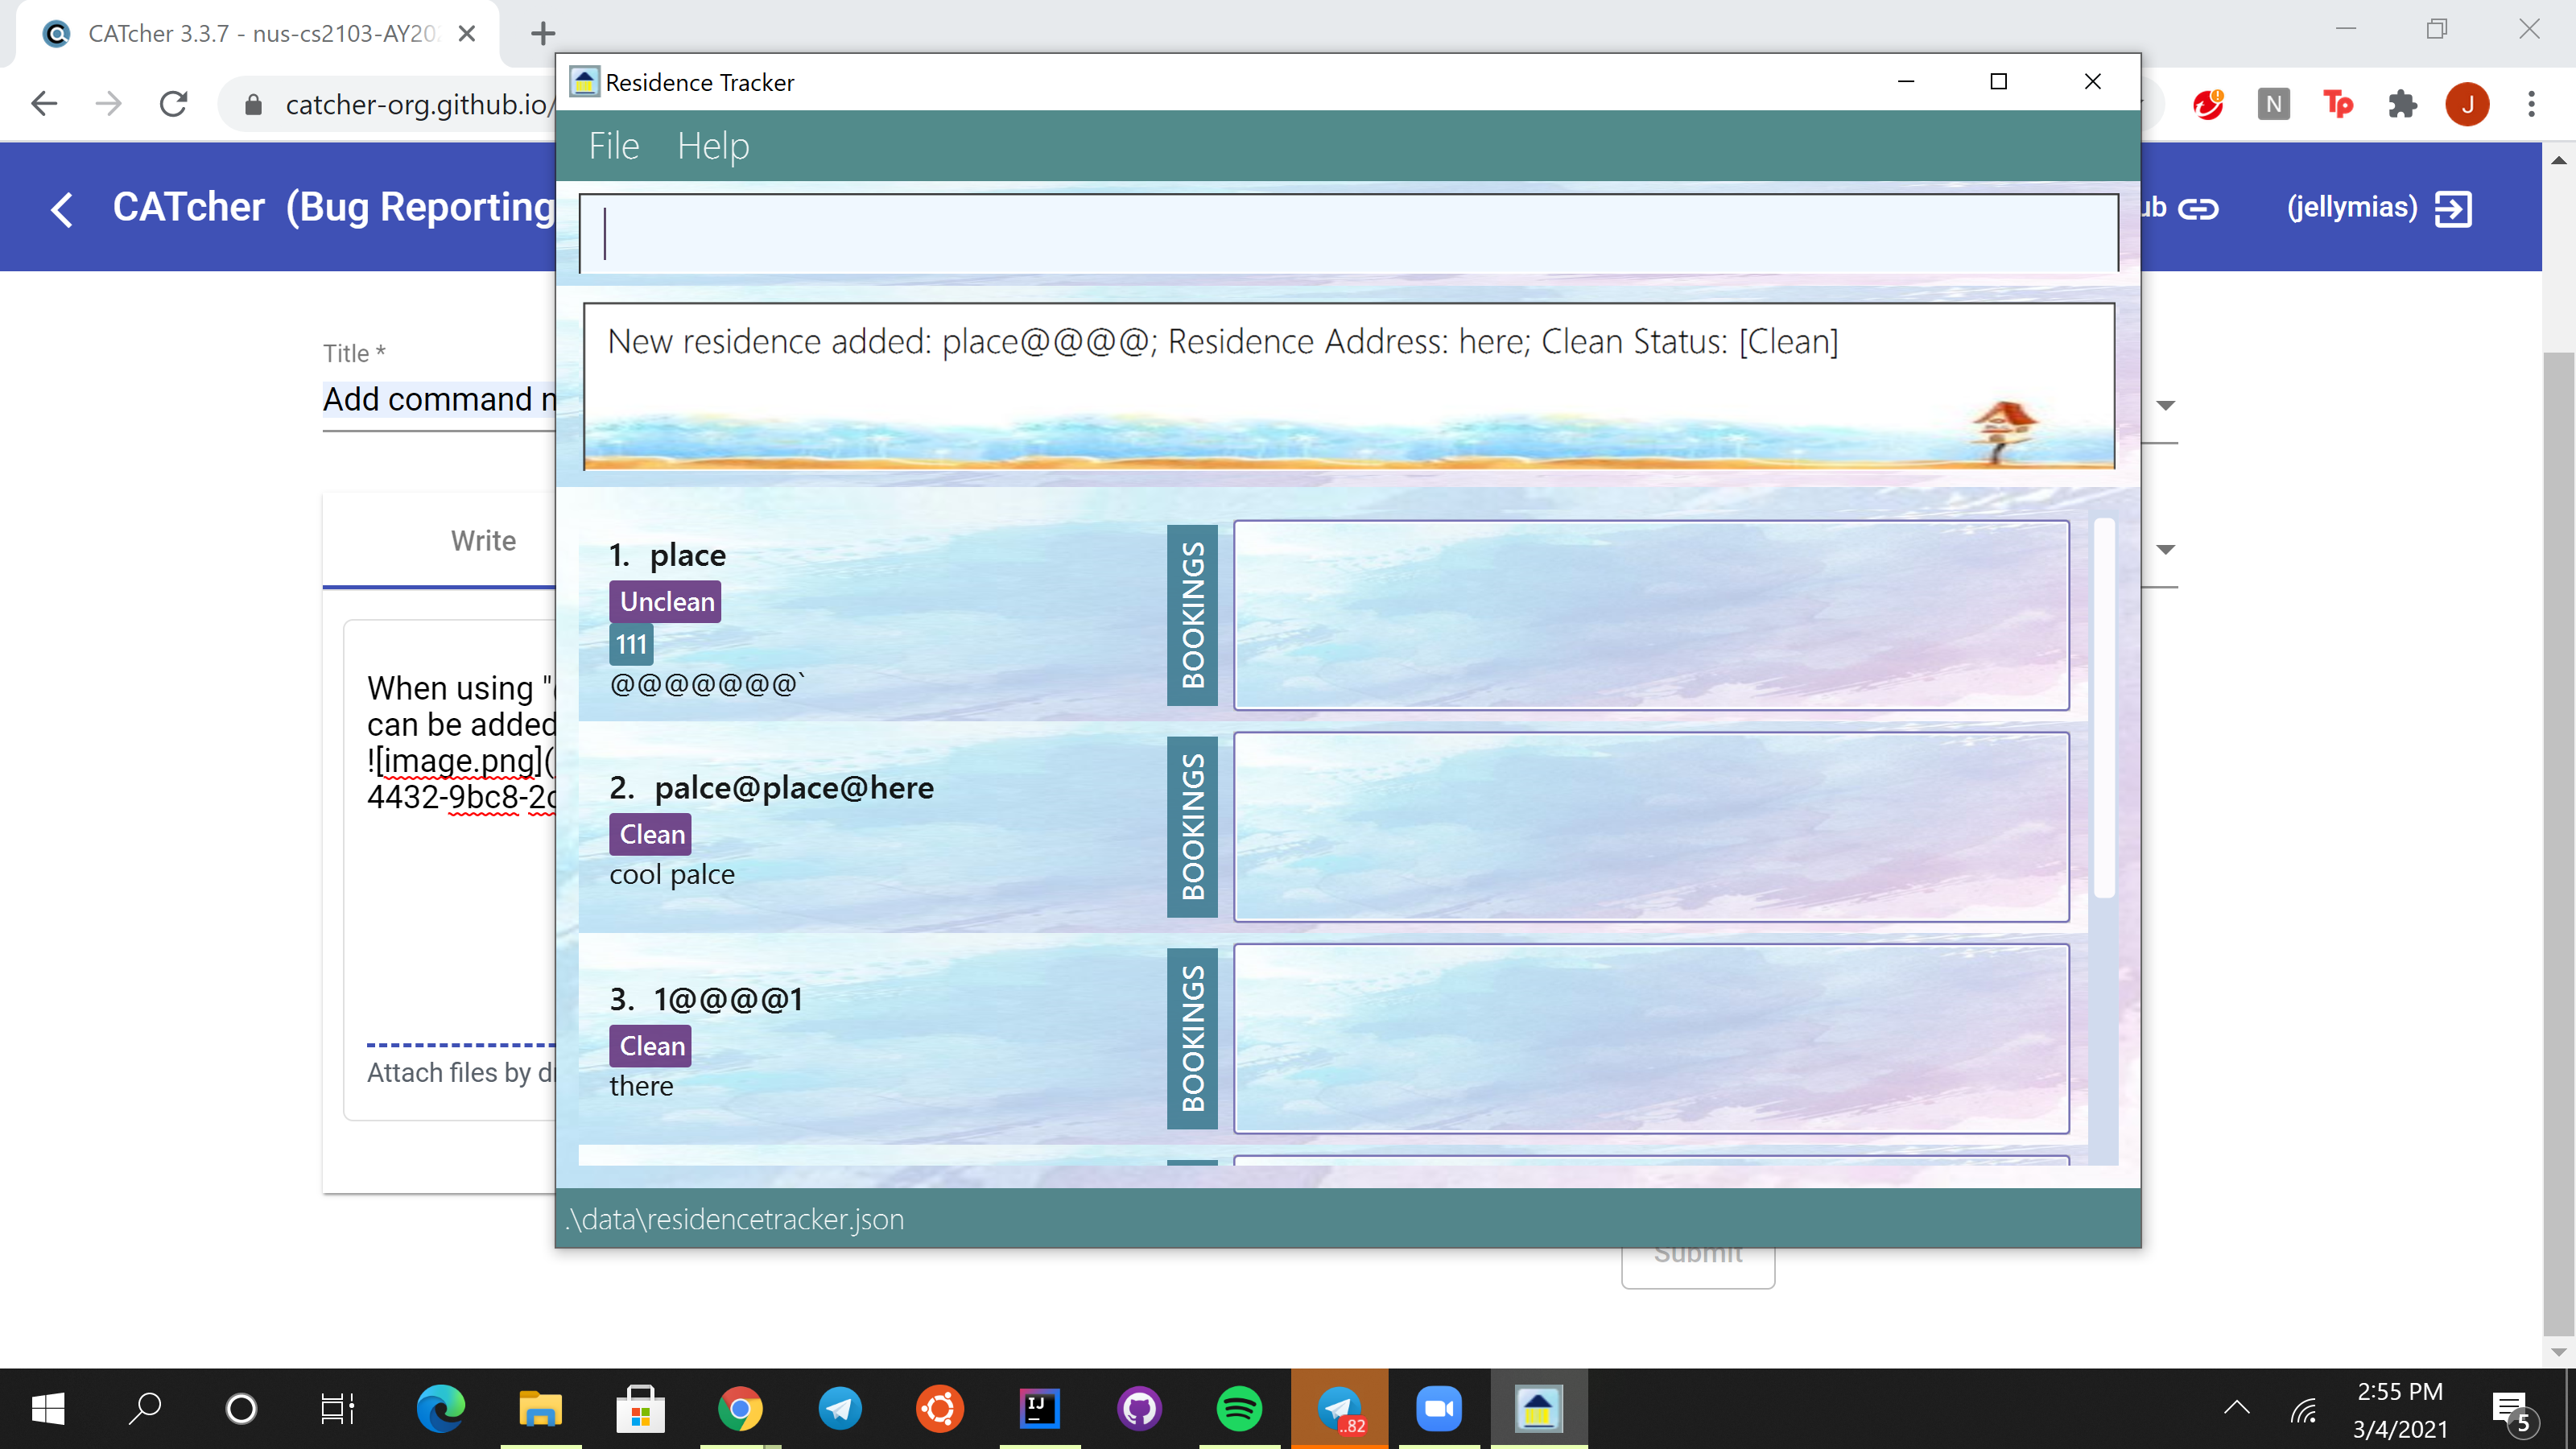 CATcher 3.3.7 - nus-cs2103-AY20
catcher-org.github.io/
N
Tp
J
CATcher (Bug Reporting
ub
(jellymias)
Title *
Add command
Write
When using "
can be added
![image.png](
4432-9bc8-2
Attach files by
Submit
Residence Tracker
File Help
New residence added: place@@@@; Residence Address: here; Clean Status: [Clean]
1. place
Unclean
111
@@@@@@@`
BOOKINGS
2. palce@place@here
Clean
cool palce
BOOKINGS
3. 1@@@@1
Clean
there
BOOKINGS
.\data\residencetracker.json
IJ
..82
2:55 PM
3/4/2021
5